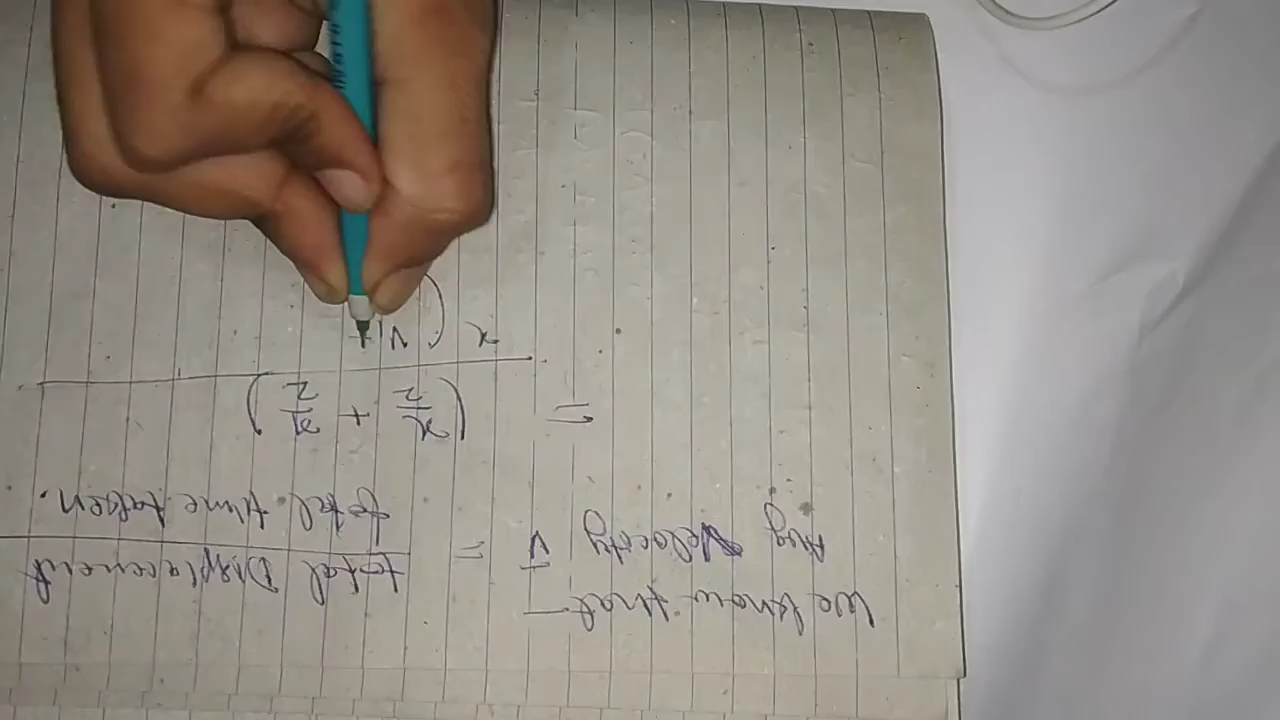 We know that –
Avg Velocity v̄ = total Displacement
total time taken.
= (x/2 + x/2)
x ( v₁ +